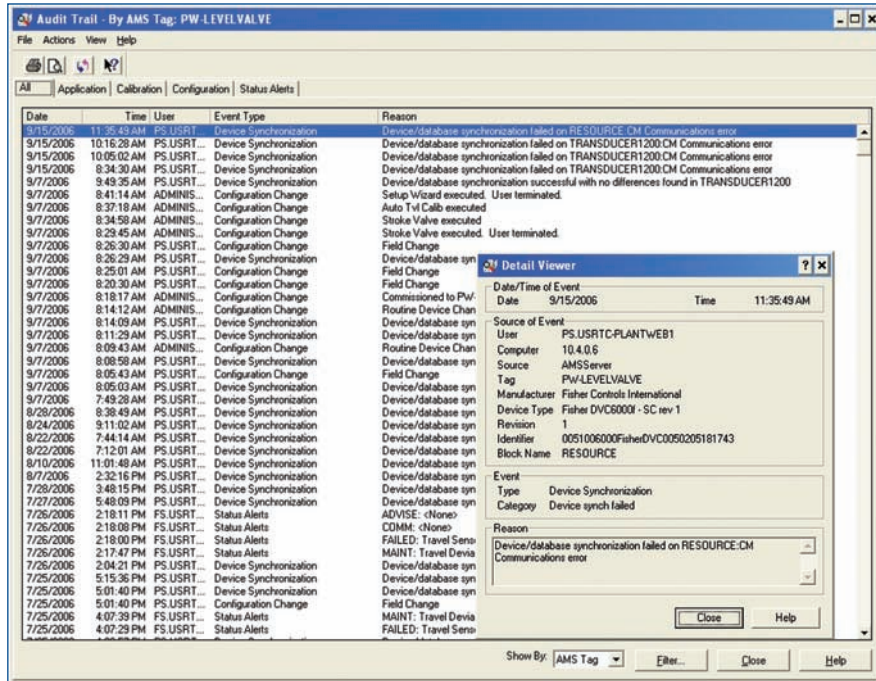 Audit Trail - By AMS Tag: PW-LEVELVALVE
File Actions View Help
All Application Calibration Configuration Status Alerts
Date Time User Event Type Reason
9/15/2006 11:35:49 AM PS.USRT... Device Synchronization Device/database synchronization failed on RESOURCE:CM Communications error
9/15/2006 10:16:28 AM PS.USRT... Device Synchronization Device/database synchronization failed on TRANSDUCER1200:CM Communications error
9/15/2006 10:05:02 AM PS.USRT... Device Synchronization Device/database synchronization failed on TRANSDUCER1200:CM Communications error
9/15/2006 8:34:30 AM PS.USRT... Device Synchronization Device/database synchronization failed on TRANSDUCER1200:CM Communications error
9/7/2006 9:49:35 AM PS.USRT... Device Synchronization Device/database synchronization successful with no differences found in TRANSDUCER1200
9/7/2006 8:41:14 AM ADMINIS... Configuration Change Setup Wizard executed. User terminated.
9/7/2006 8:37:18 AM ADMINIS... Configuration Change Auto Tvl Calib executed
9/7/2006 8:34:58 AM ADMINIS... Configuration Change Stroke Valve executed
9/7/2006 8:29:45 AM ADMINIS... Configuration Change Stroke Valve executed. User terminated.
9/7/2006 8:26:30 AM PS.USRT... Configuration Change Field Change
9/7/2006 8:26:29 AM PS.USRT... Device Synchronization Device/database syn
9/7/2006 8:25:01 AM PS.USRT... Configuration Change Field Change
9/7/2006 8:20:30 AM PS.USRT... Configuration Change Field Change
9/7/2006 8:18:17 AM ADMINIS... Configuration Change Commissioned to PW-
9/7/2006 8:14:12 AM ADMINIS... Configuration Change Routine Device Chan
9/7/2006 8:14:09 AM PS.USRT... Device Synchronization Device/database syn
9/7/2006 8:11:29 AM PS.USRT... Device Synchronization Device/database syn
9/7/2006 8:09:43 AM ADMINIS... Configuration Change Routine Device Chan
9/7/2006 8:08:58 AM PS.USRT... Device Synchronization Device/database syn
9/7/2006 8:05:43 AM PS.USRT... Configuration Change Field Change
9/7/2006 8:05:03 AM PS.USRT... Device Synchronization Device/database syn
9/7/2006 7:49:28 AM PS.USRT... Device Synchronization Device/database syn
8/28/2006 8:38:49 AM PS.USRT... Device Synchronization Device/database syn
8/24/2006 9:11:02 AM PS.USRT... Device Synchronization Device/database syn
8/22/2006 7:44:14 AM PS.USRT... Device Synchronization Device/database syn
8/22/2006 7:12:01 AM PS.USRT... Device Synchronization Device/database syn
8/10/2006 11:01:48 AM PS.USRT... Device Synchronization Device/database syn
8/7/2006 2:32:16 PM PS.USRT... Device Synchronization Device/database syn
7/28/2006 3:48:15 PM PS.USRT... Device Synchronization Device/database syn
7/27/2006 5:48:09 PM PS.USRT... Device Synchronization Device/database syn
7/26/2006 2:18:11 PM FS.USRT... Status Alerts ADVISE: <None>
7/26/2006 2:18:08 PM FS.USRT... Status Alerts COMM: <None>
7/26/2006 2:18:00 PM FS.USRT... Status Alerts FAILED: Travel Sens
7/26/2006 2:17:47 PM FS.USRT... Status Alerts MAINT: Travel Devia
7/26/2006 2:04:21 PM PS.USRT... Device Synchronization Device/database syn
7/25/2006 5:15:36 PM PS.USRT... Device Synchronization Device/database syn
7/25/2006 5:01:40 PM PS.USRT... Device Synchronization Device/database syn
7/25/2006 5:01:40 PM PS.USRT... Configuration Change Field Change
7/25/2006 4:07:39 PM FS.USRT... Status Alerts MAINT: Travel Devia
7/25/2006 4:07:29 PM FS.USRT... Status Alerts FAILED: Travel Sens
Detail Viewer
Date/Time of Event
Date 9/15/2006 Time 11:35:49 AM
Source of Event
User PS.USRTC-PLANTWEB1
Computer 10.4.0.6
Source AMSServer
Tag PW-LEVELVALVE
Manufacturer Fisher Controls International
Device Type Fisher DVC6000f - SC rev 1
Revision 1
Identifier 0051006000FisherDVC0050205181743
Block Name RESOURCE
Event
Type Device Synchronization
Category Device synch failed
Reason
Device/database synchronization failed on RESOURCE:CM
Communications error
Close Help
Show By: AMS Tag Filter... Close Help